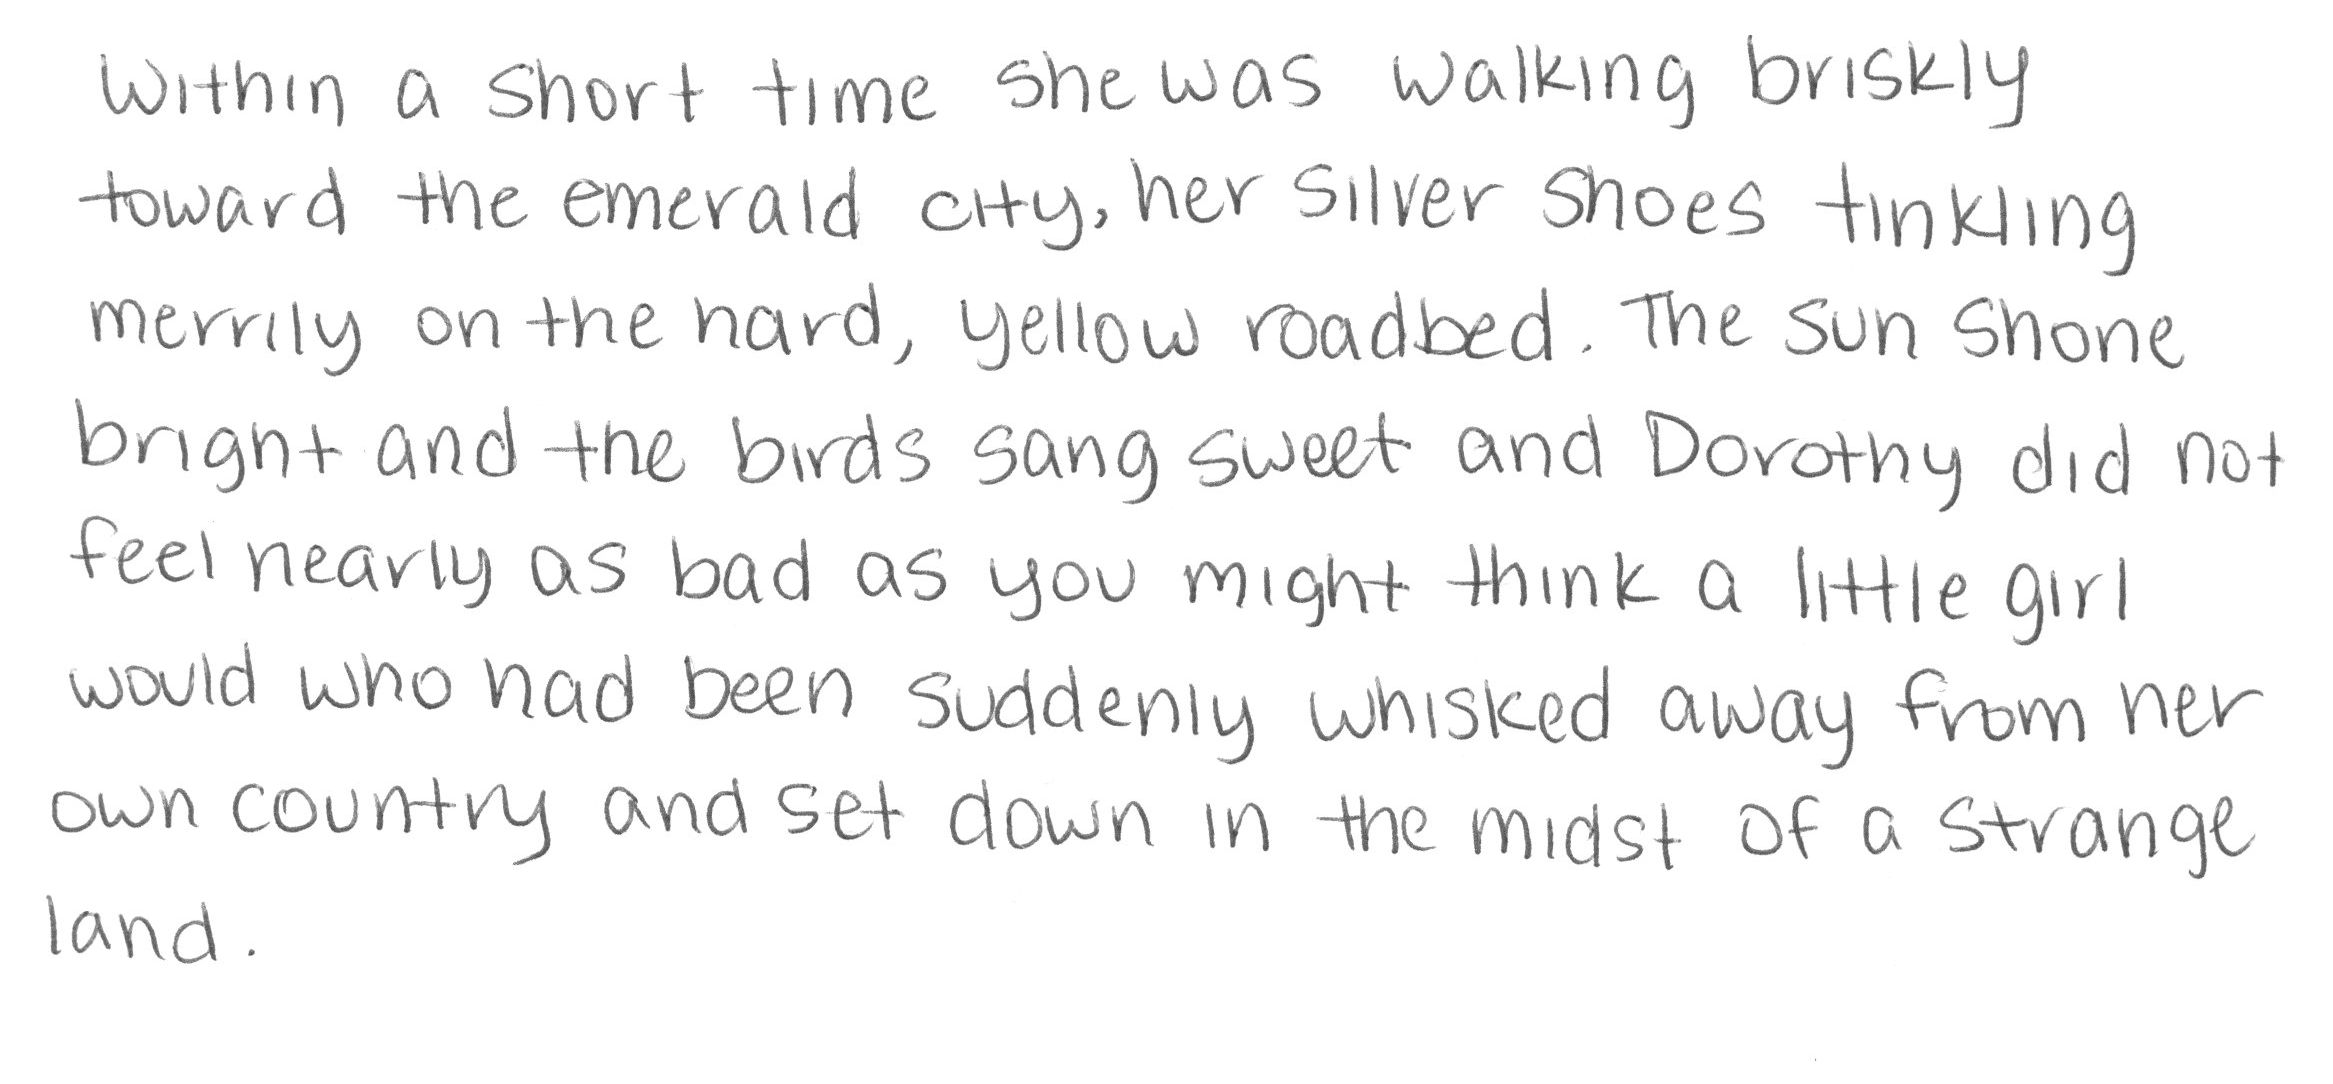 Within a short time she was walking briskly
toward the emerald city, her silver shoes tinkling
merrily on the hard, yellow roadbed. The sun shone
bright and the birds sang sweet and Dorothy did not
feel nearly as bad as you might think a little girl
would who had been suddenly whisked away from her
own country and set down in the midst of a strange
land.